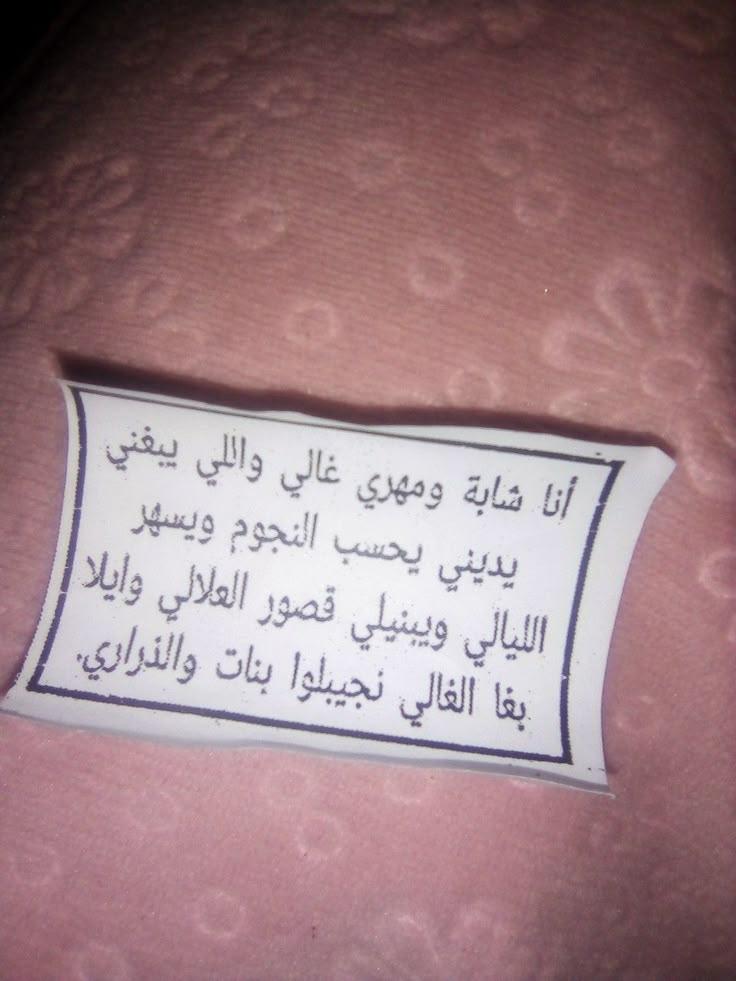 أنا شابة ومهري غالي واللي يبغني
يديني يحسب النجوم ويسهر
الليالي ويبنيلي قصور العلالي وايلا
بغا الغالي نجيبلوا بنات والذراري.